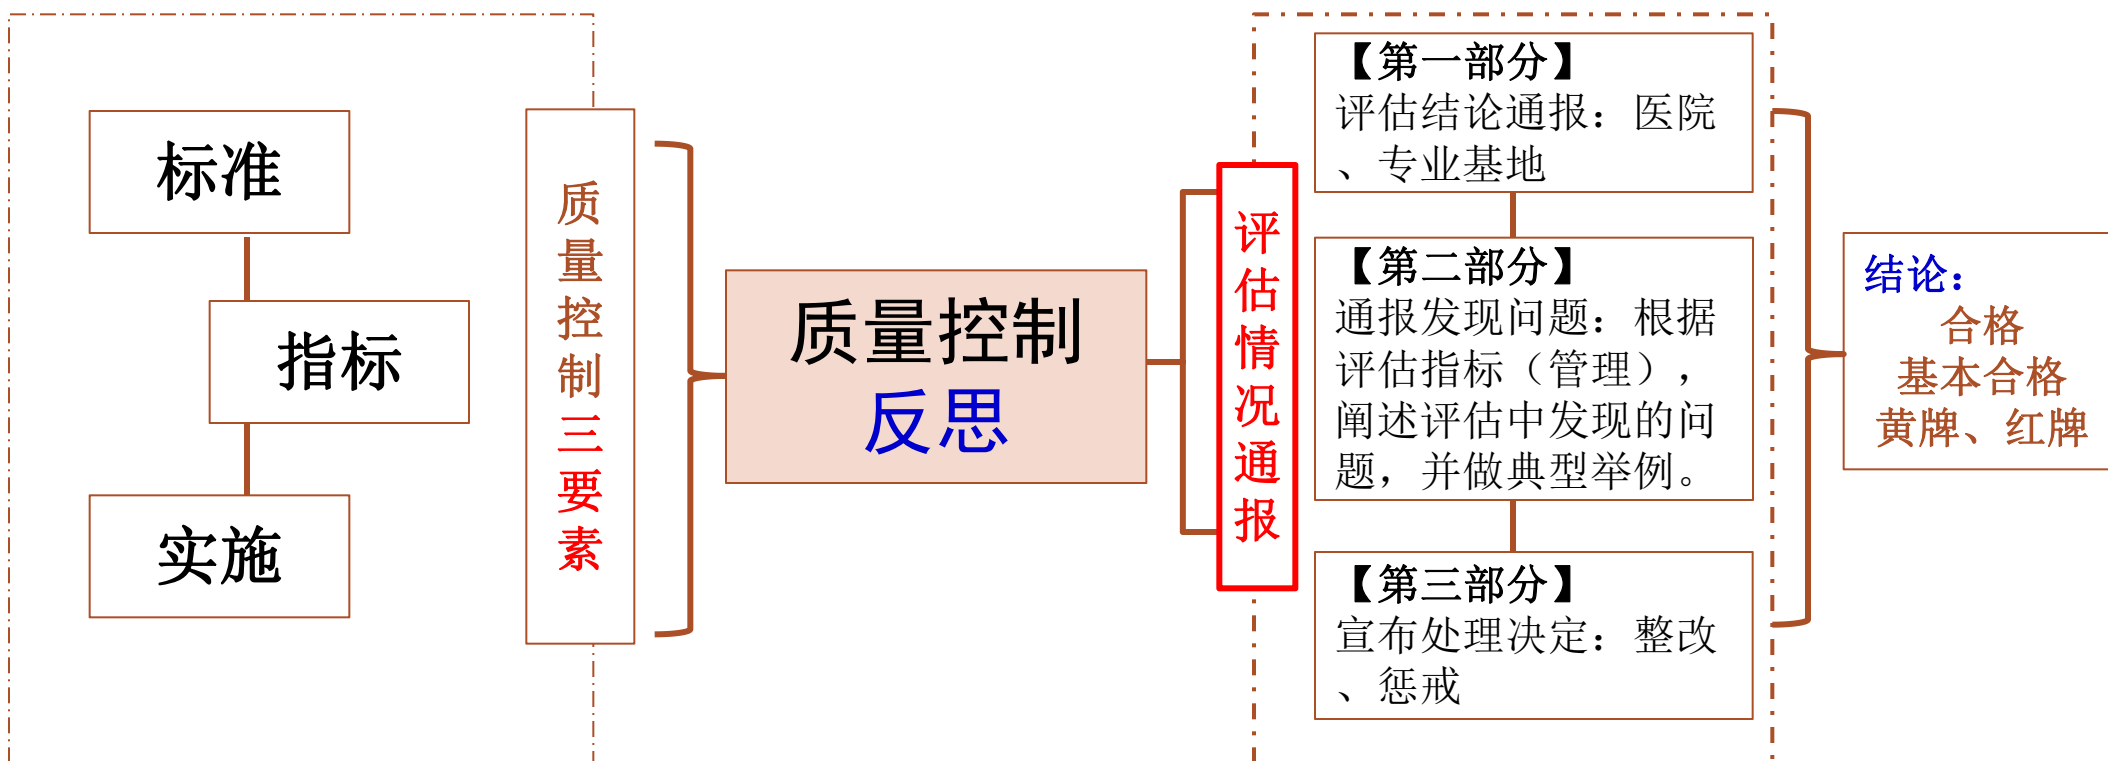 标准
指标
实施
质量控制三要素
质量控制
反思
评估情况通报
【第一部分】
评估结论通报：医院
、专业基地
【第二部分】
通报发现问题：根据
评估指标（管理），
阐述评估中发现的问
题，并做典型举例。
【第三部分】
宣布处理决定：整改
、惩戒
结论：
合格
基本合格
黄牌、红牌